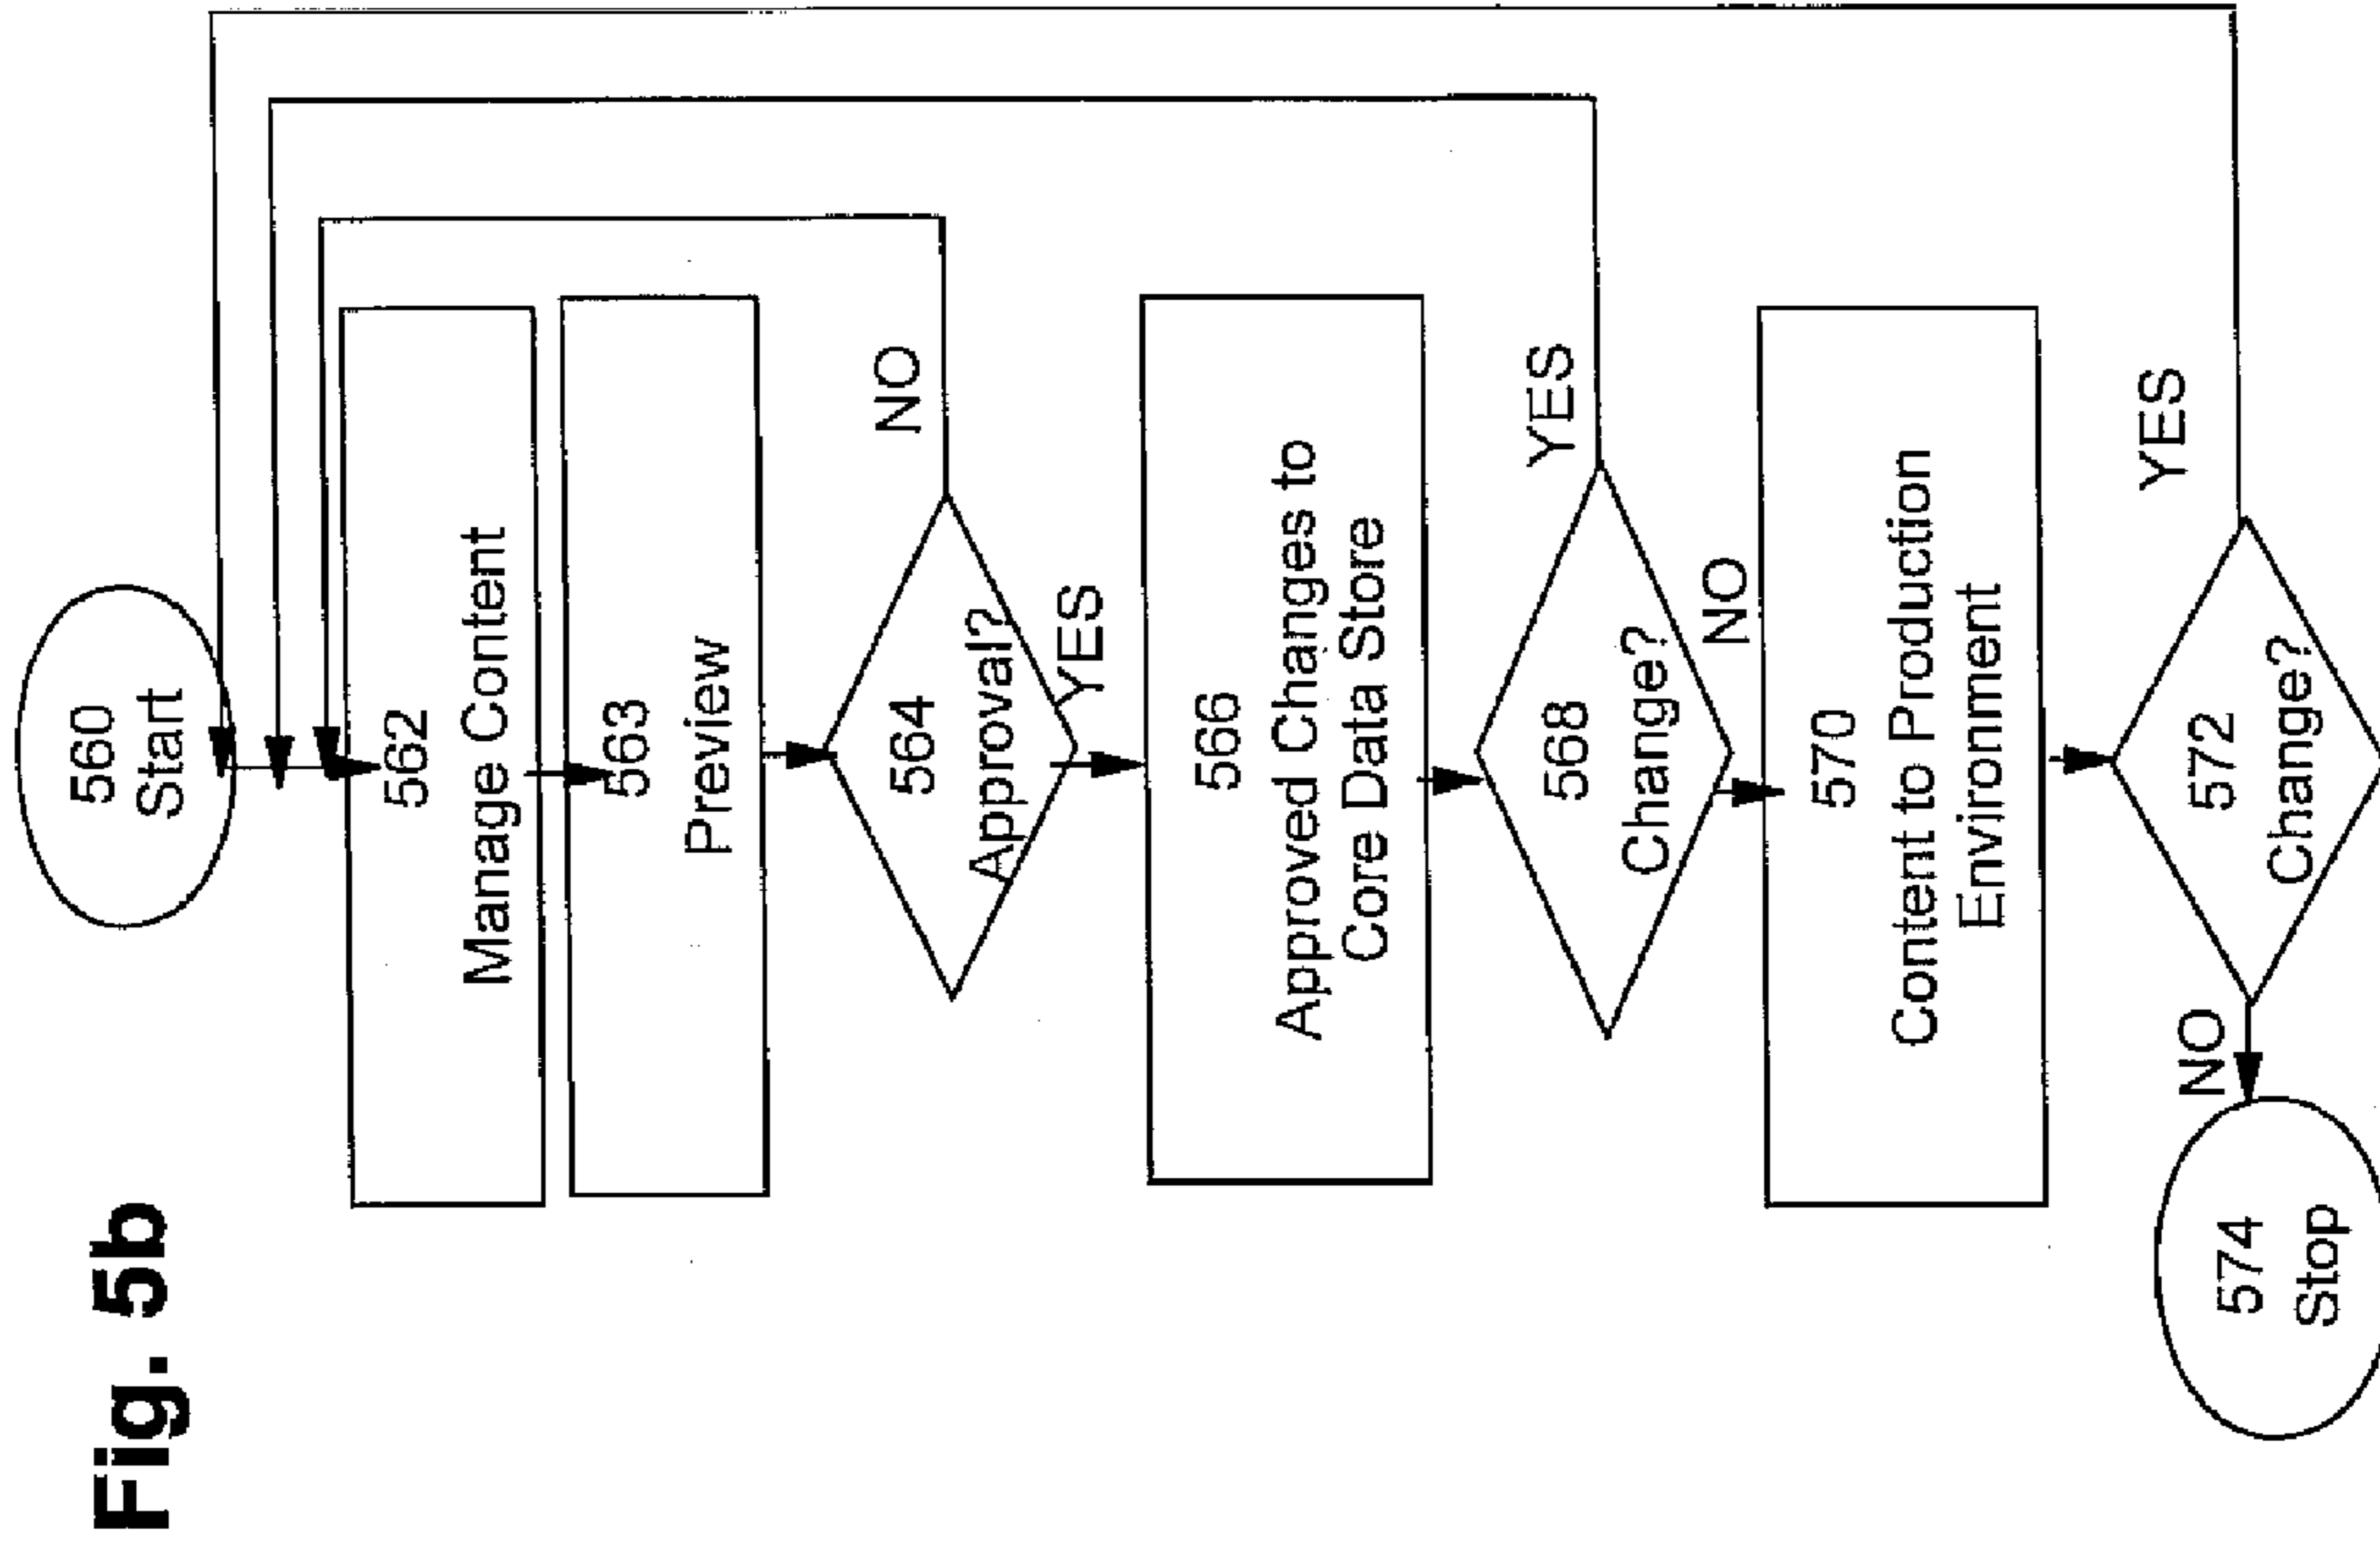 Fig. 5b
560
Start
562
Manage Content
563
Preview
564
Approval?
NO
YES
566
Approved Changes to
Core Data Store
568
Change?
YES
NO
570
Content to Production
Environment
572
Change?
YES
NO
574
Stop